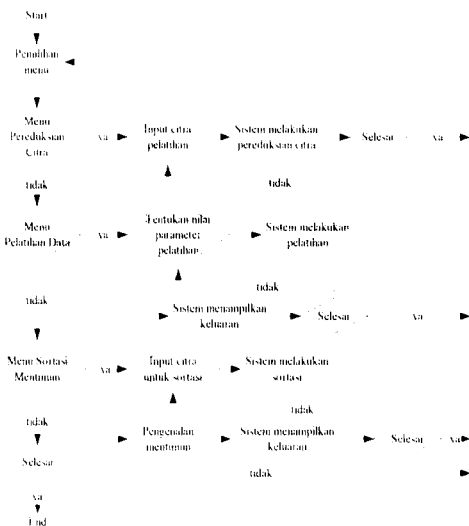 Start
Pemilihan
menu
Menu
Pereduksian
Citra
ya
Input citra
pelatihan
Sistem melakukan
pereduksian citra
Selesai
ya
tidak
tidak
Menu
Pelatihan Data
ya
Tentukan nilai
parameter
pelatihan
Sistem melakukan
pelatihan
tidak
tidak
Sistem menampilkan
keluaran
Selesai
ya
Menu Sortasi
Mentimun
ya
Input citra
untuk sortasi
Sistem melakukan
sortasi
tidak
tidak
Pengenalan
mentimun
Sistem menampilkan
keluaran
Selesai
ya
Selesai
tidak
ya
End